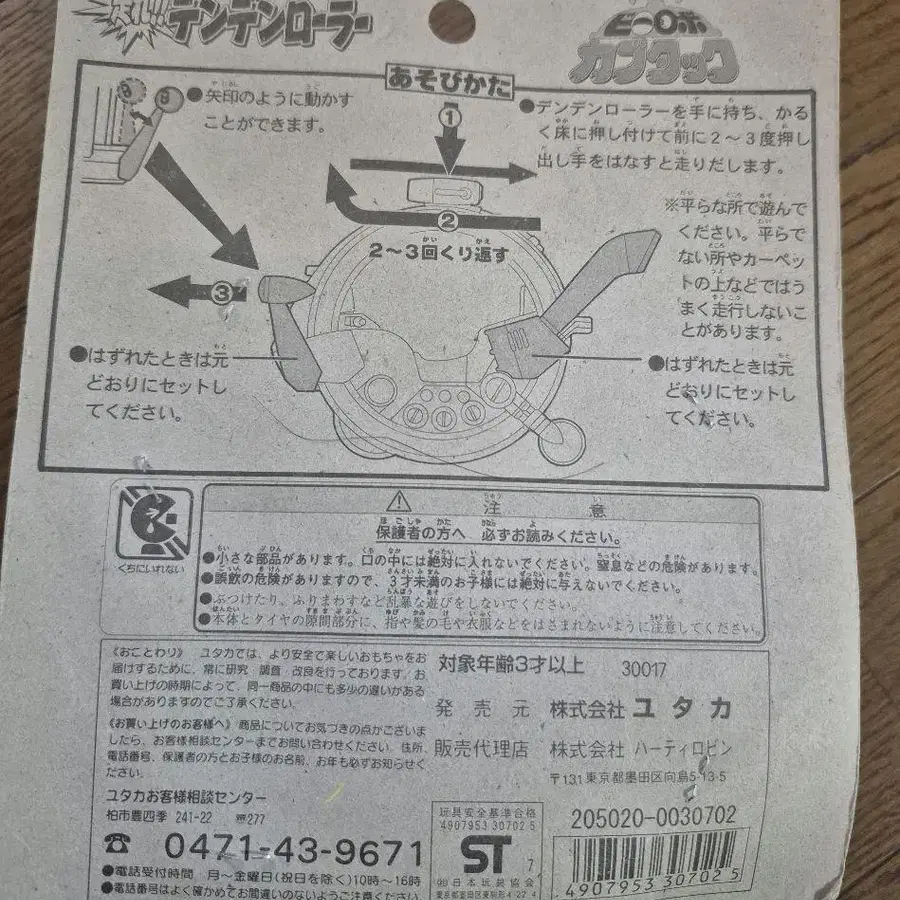 デンデンローラー
ビーロボ
カブタック
あそびかた
●矢印のように動かす
ことができます。
①
●デンデンローラーを手に持ち、かる
く床に押し付けて前に2〜3度押し
出し手をはなすと走りだします。
※平らな所で遊んで
ください。平らで
ない所やカーペッ
トの上などではう
まく走行しないこ
とがあります。
②
2〜3回くり返す
③
●はずれたときは元
どおりにセットし
てください。
●はずれたときは元
どおりにセットし
てください。
くちにいれない
⚠ 注意
保護者の方へ 必ずお読みください。
●小さな部品があります。口の中には絶対に入れないでください。窒息などの危険があります。
●誤飲の危険がありますので、3才未満のお子様には絶対に与えないでください。
●ぶつけたり、ふりまわすなど乱暴な遊びをしないでください。
●本体とタイヤの隙間部分に、指や髪の毛や衣服などをはさまれないように注意してください。
《おことわり》 ユタカでは、より安全で楽しいおもちゃをお
届けするために、常に研究 調査 改良を行っております。お
買い上げの時期によって、同一商品の中にも多少の違いがある
場合がありますのでご了承ください。
《お買い上げのお客様へ》 商品についてお気づきの点がございま
したら、お客様相談センターまでお問い合わせください。住所、
電話番号、保護者の方とお子様のお名前、お年も必ずお知らせく
ださい。
ユタカお客様相談センター
柏市豊四季 241-22 〒277
☎ 0471-43-9671
●電話受付時間 月〜金曜日(祝日を除く)10時〜16時
●電話番号はよく確かめてお間違いのないようご注意ください
対象年齢3才以上 30017
発売元 株式会社 ユタカ
販売代理店 株式会社 ハーティロビン
〒131 東京都墨田区向島5-13-5
玩具安全基準合格
4907953 30702 5
ST 7
㈳日本玩具協会
東京都墨田区東駒形4-22-4
205020-0030702
4907953 307025